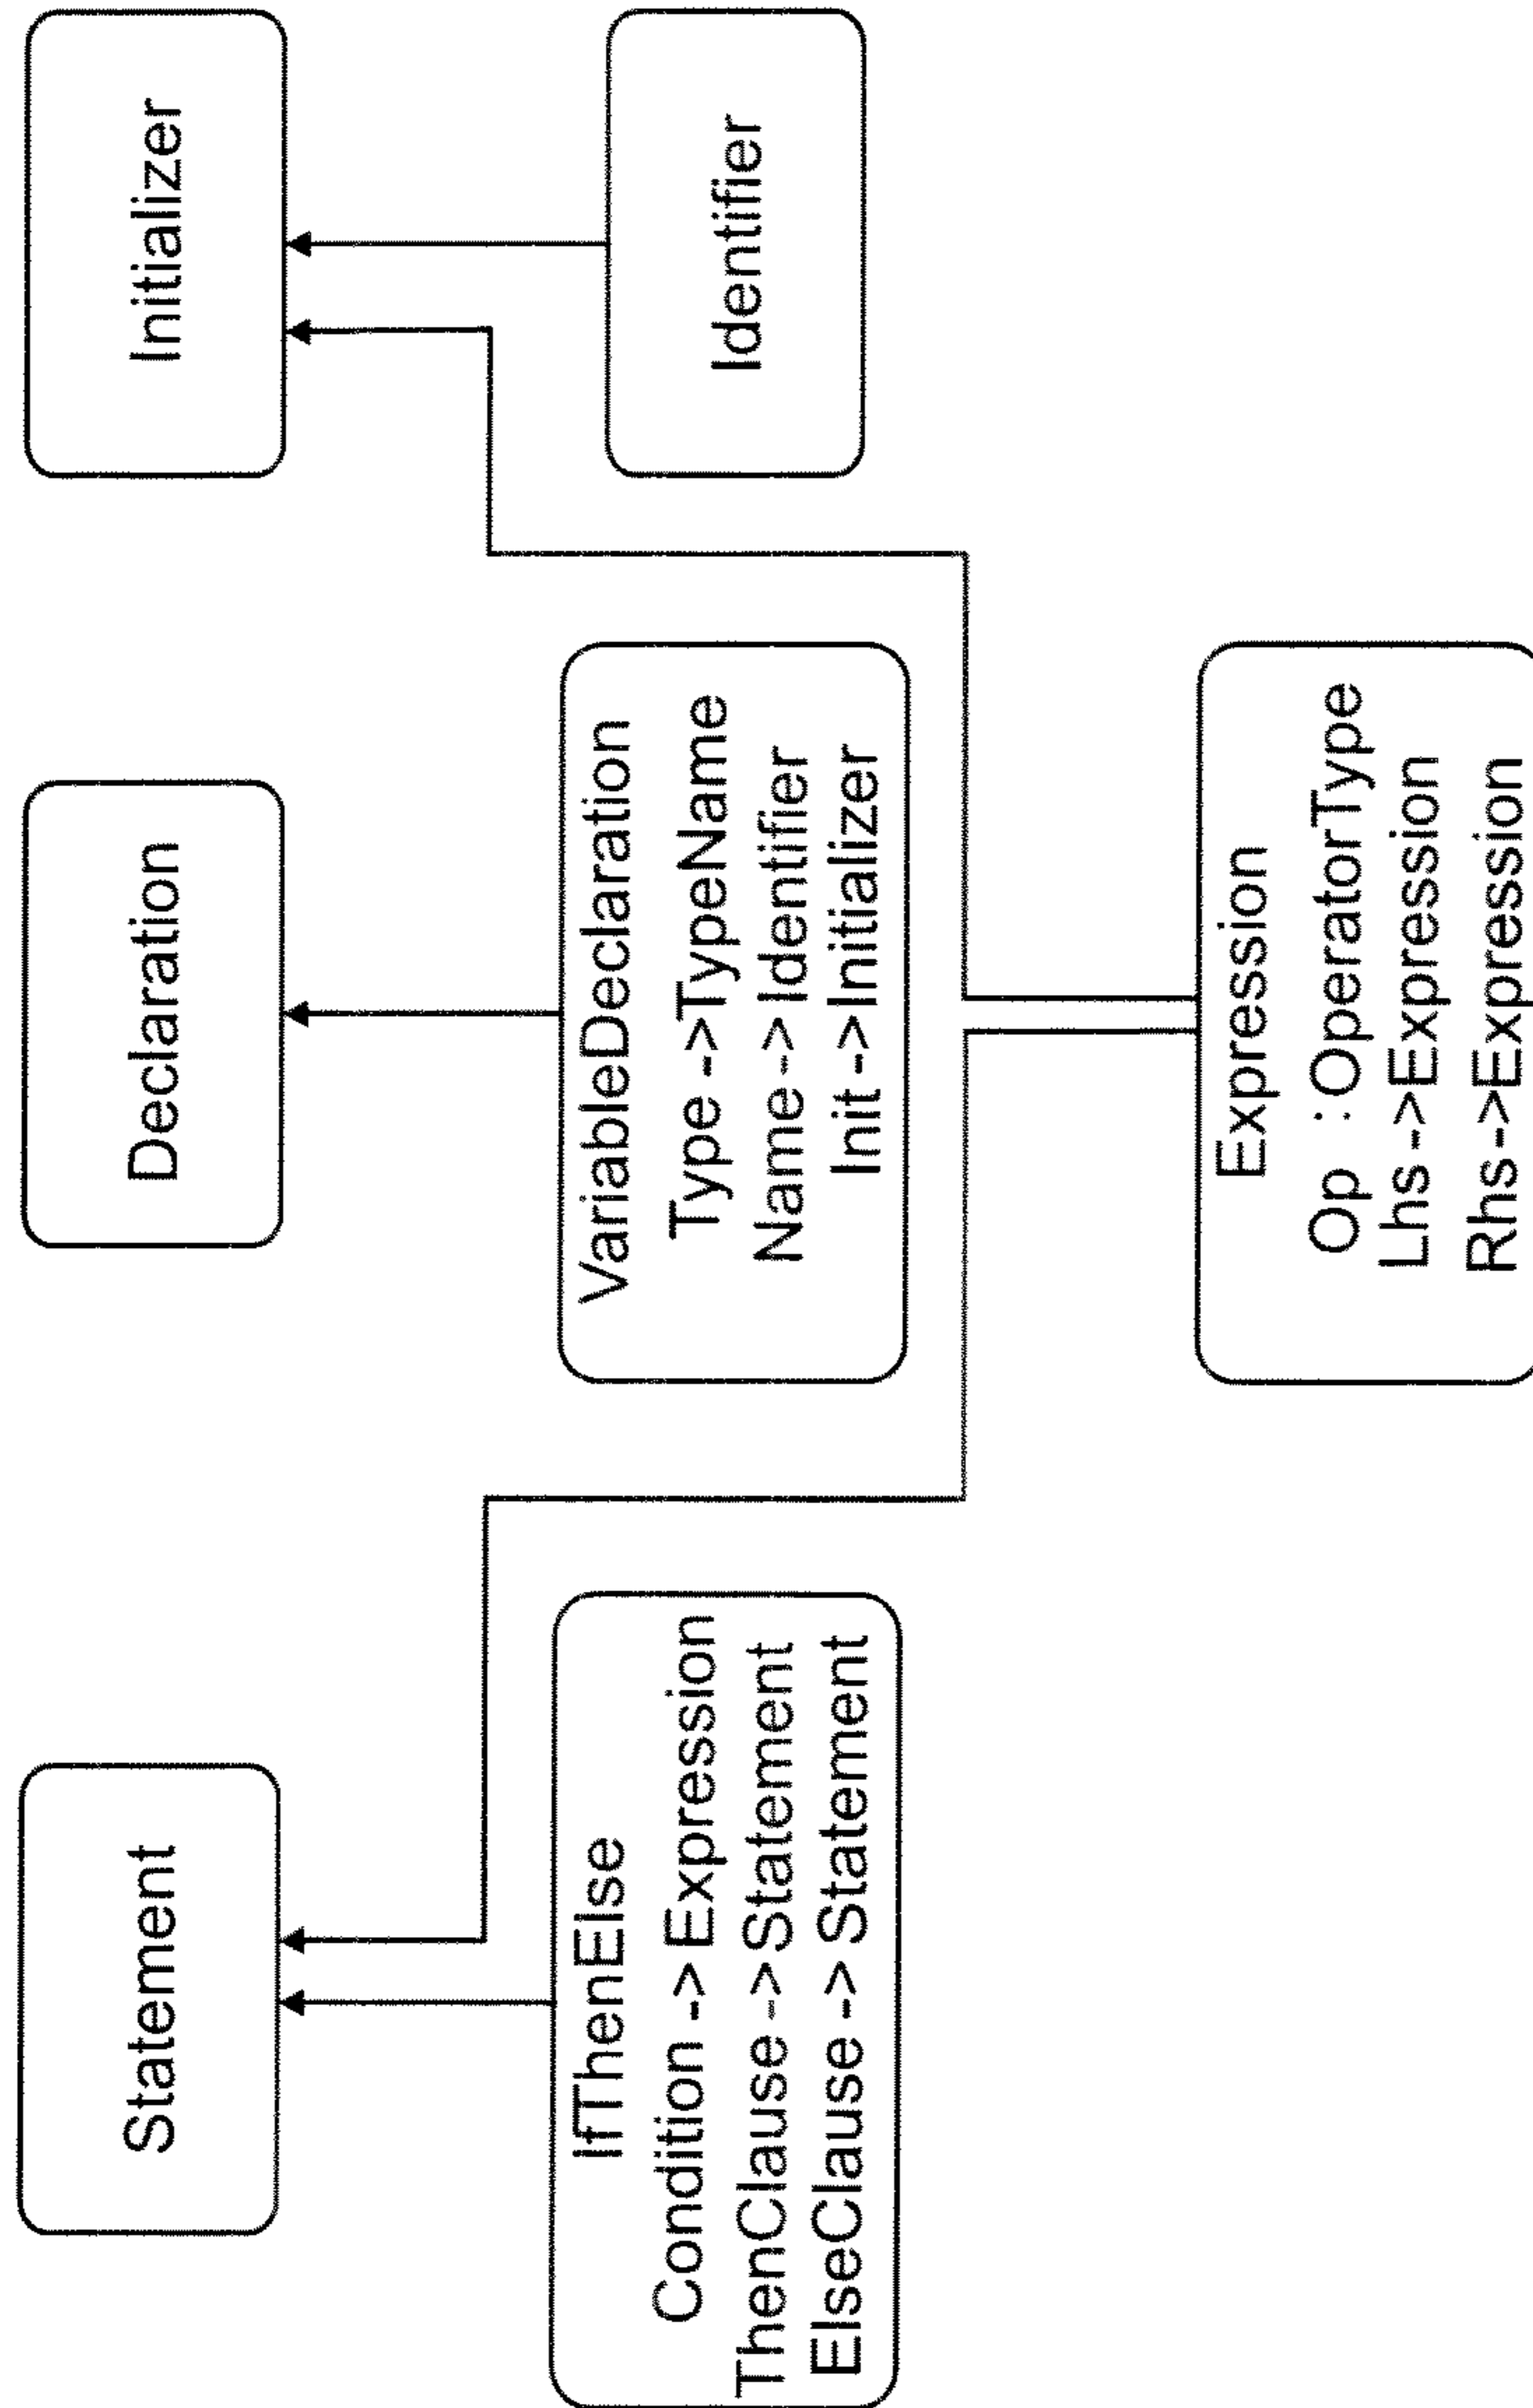 Statement
Declaration
Initializer
IfThenElse
Condition ->Expression
ThenClause->Statement
ElseClause->Statement
VariableDeclaration
Type ->TypeName
Name->Identifier
Init ->Initializer
Identifier
Expression
Op :OperatorType
Lhs->Expression
Rhs->Expression